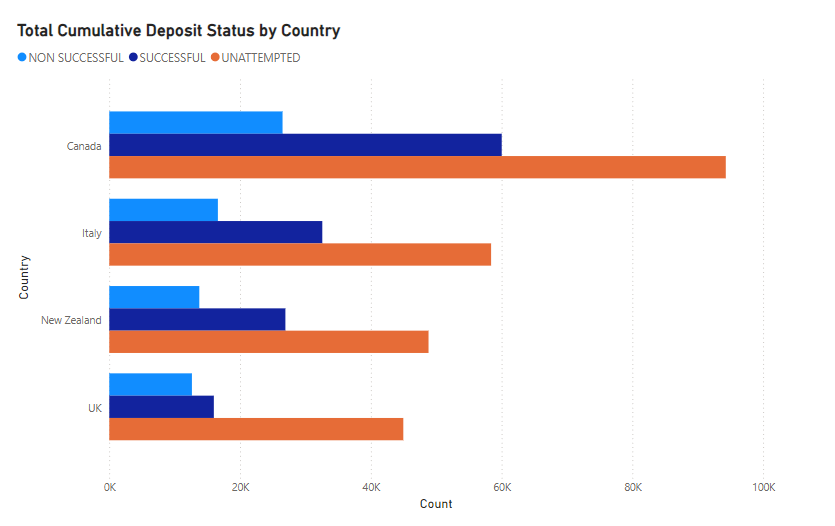 Total Cumulative Deposit Status by Country
NON SUCCESSFUL SUCCESSFUL UNATTEMPTED
Country
Canada
Italy
New Zealand
UK
0K 20K 40K 60K 80K 100K
Count